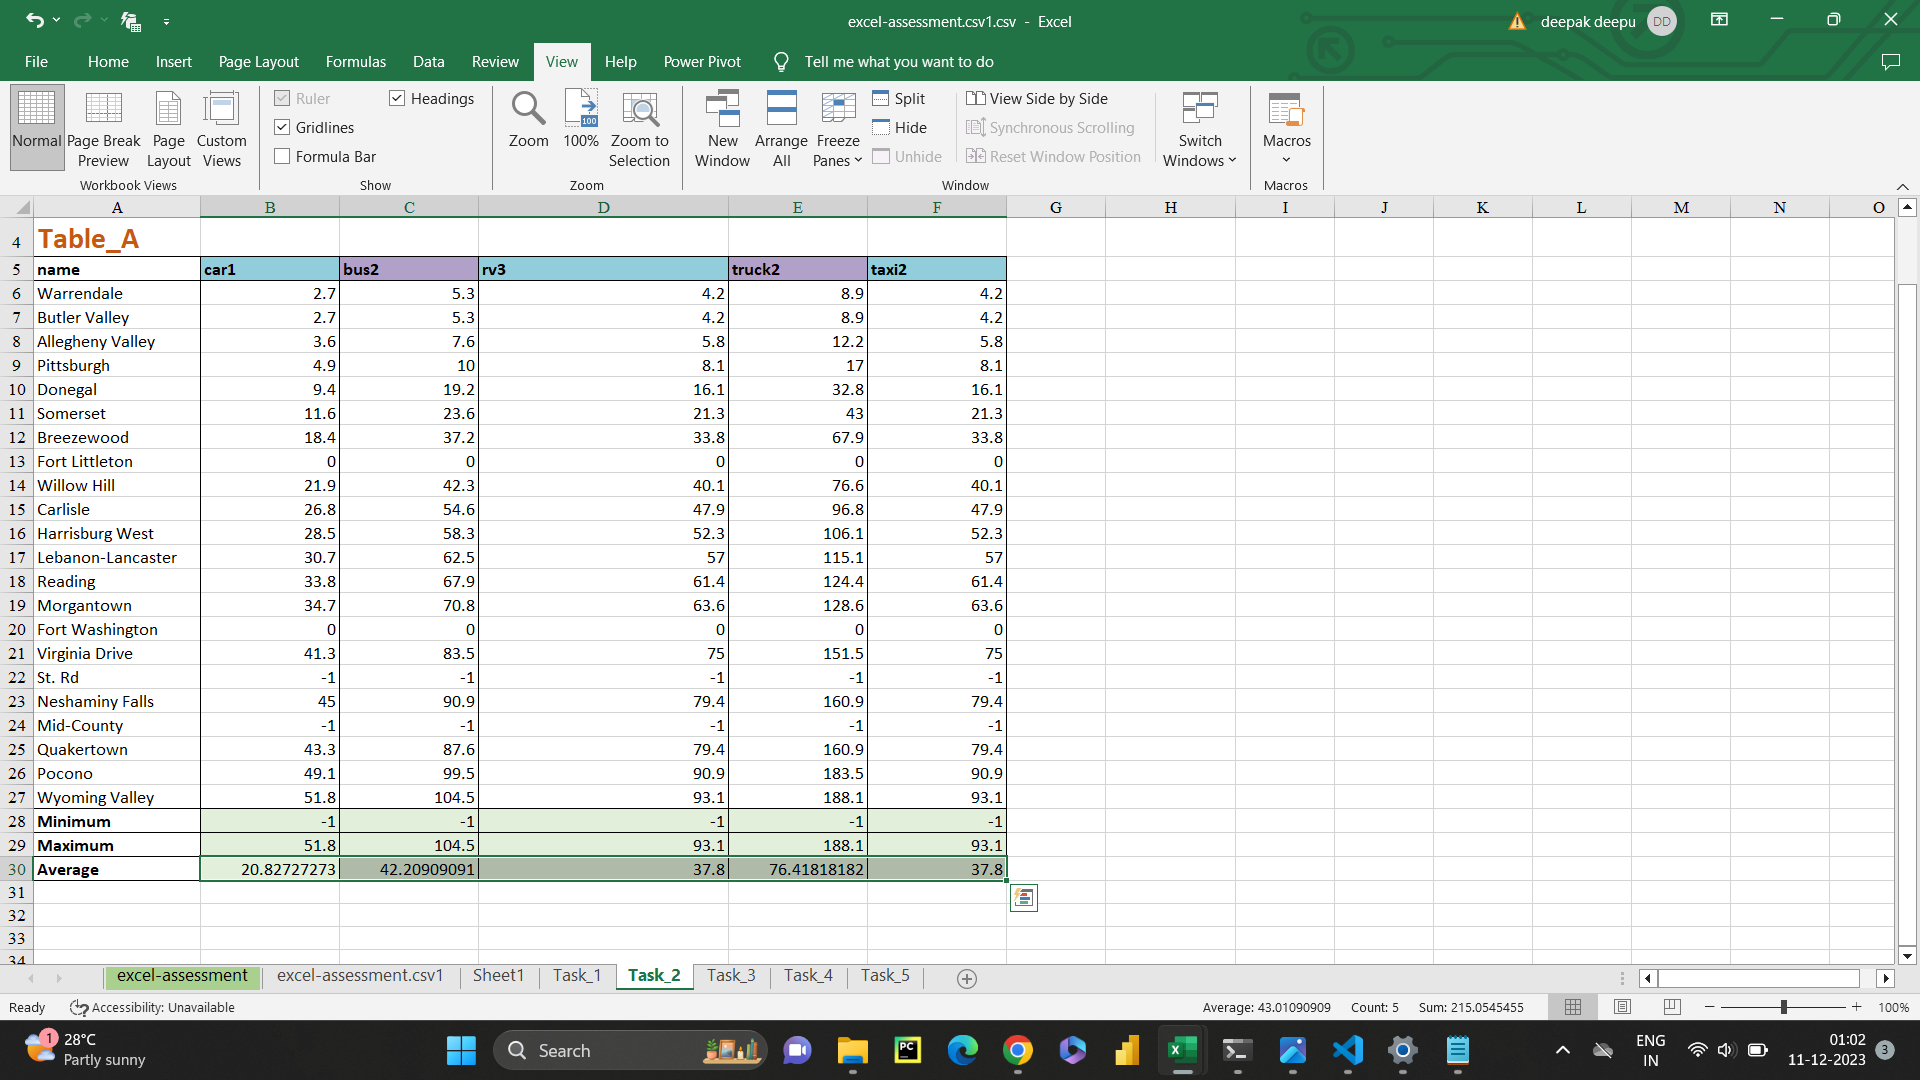 excel-assessment.csv1.csv - Excel
deepak deepu DD
File Home Insert Page Layout Formulas Data Review View Help Power Pivot Tell me what you want to do
Normal
Page Break Preview
Page Layout
Custom Views
Workbook Views
Ruler
Gridlines
Formula Bar
Headings
Show
Zoom
100
100%
Zoom to Selection
Zoom
New Window
Arrange All
Freeze Panes
Split
Hide
Unhide
View Side by Side
Synchronous Scrolling
Reset Window Position
Switch Windows
Window
Macros
Macros
A B C D E F G H I J K L M N O
4 Table_A
5 name car1 bus2 rv3 truck2 taxi2
6 Warrendale 2.7 5.3 4.2 8.9 4.2
7 Butler Valley 2.7 5.3 4.2 8.9 4.2
8 Allegheny Valley 3.6 7.6 5.8 12.2 5.8
9 Pittsburgh 4.9 10 8.1 17 8.1
10 Donegal 9.4 19.2 16.1 32.8 16.1
11 Somerset 11.6 23.6 21.3 43 21.3
12 Breezewood 18.4 37.2 33.8 67.9 33.8
13 Fort Littleton 0 0 0 0 0
14 Willow Hill 21.9 42.3 40.1 76.6 40.1
15 Carlisle 26.8 54.6 47.9 96.8 47.9
16 Harrisburg West 28.5 58.3 52.3 106.1 52.3
17 Lebanon-Lancaster 30.7 62.5 57 115.1 57
18 Reading 33.8 67.9 61.4 124.4 61.4
19 Morgantown 34.7 70.8 63.6 128.6 63.6
20 Fort Washington 0 0 0 0 0
21 Virginia Drive 41.3 83.5 75 151.5 75
22 St. Rd -1 -1 -1 -1 -1
23 Neshaminy Falls 45 90.9 79.4 160.9 79.4
24 Mid-County -1 -1 -1 -1 -1
25 Quakertown 43.3 87.6 79.4 160.9 79.4
26 Pocono 49.1 99.5 90.9 183.5 90.9
27 Wyoming Valley 51.8 104.5 93.1 188.1 93.1
28 Minimum -1 -1 -1 -1 -1
29 Maximum 51.8 104.5 93.1 188.1 93.1
30 Average 20.82727273 42.20909091 37.8 76.41818182 37.8
31
32
33
34
excel-assessment excel-assessment.csv1 Sheet1 Task_1 Task_2 Task_3 Task_4 Task_5
Ready Accessibility: Unavailable Average: 43.01090909 Count: 5 Sum: 215.0545455 100%
1 28°C
Partly sunny
Search
PC
ENG
IN
01:02
11-12-2023
3